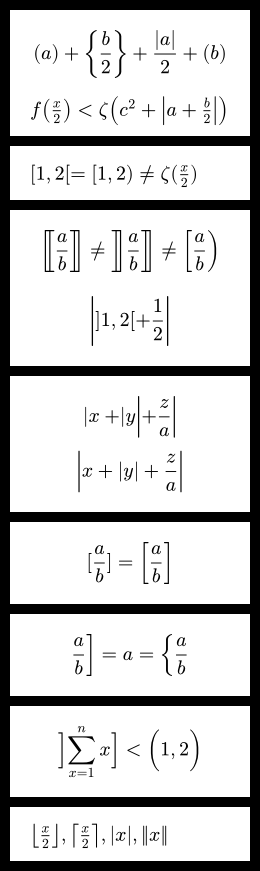 (a) + {b/2} + |a|/2 + (b)
f(x/2) < ζ(c² + |a + b/2|)
[1, 2[= [1, 2) ≠ ζ(x/2)
⟦a/b⟧ ≠ ]]a/b]] ≠ [a/b)
|]1, 2[+1/2|
|x +|y|+z/a|
|x + |y| + z/a|
[a/b] = [a/b]
a/b] = a = {a/b
]∑_{x=1}^{n} x] < (1, 2)
⌊x/2⌋, ⌈x/2⌉, |x|, ‖x‖